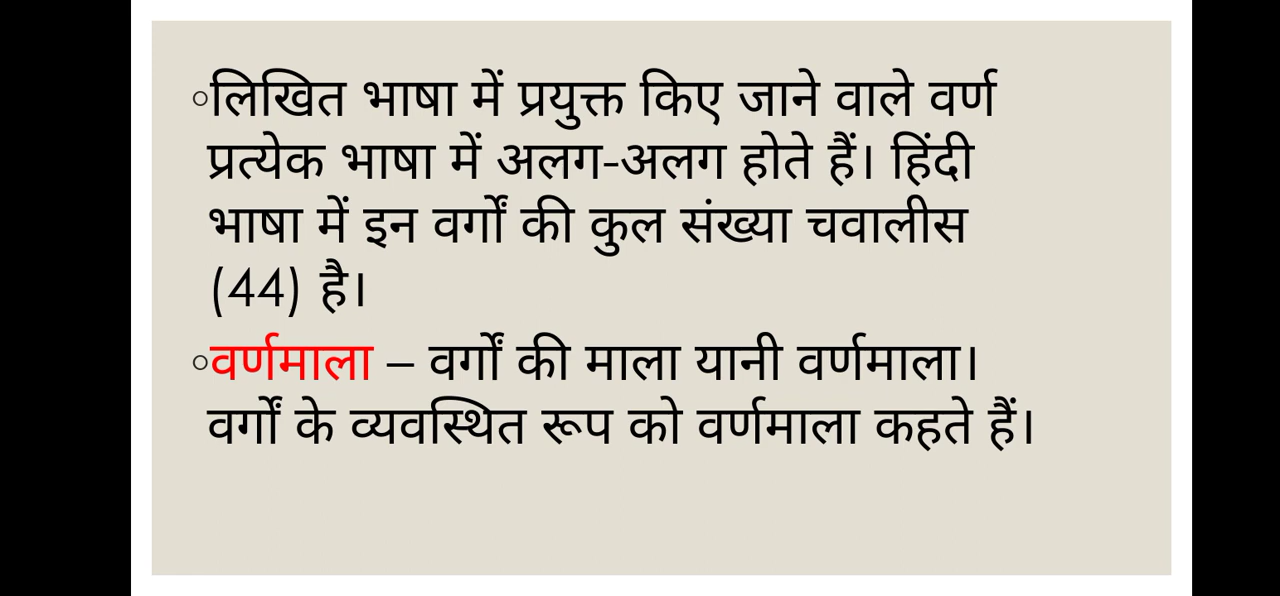 ◦लिखित भाषा में प्रयुक्त किए जाने वाले वर्ण
प्रत्येक भाषा में अलग-अलग होते हैं। हिंदी
भाषा में इन वर्गों की कुल संख्या चवालीस
(44) है।
◦वर्णमाला – वर्गों की माला यानी वर्णमाला।
वर्गों के व्यवस्थित रूप को वर्णमाला कहते हैं।